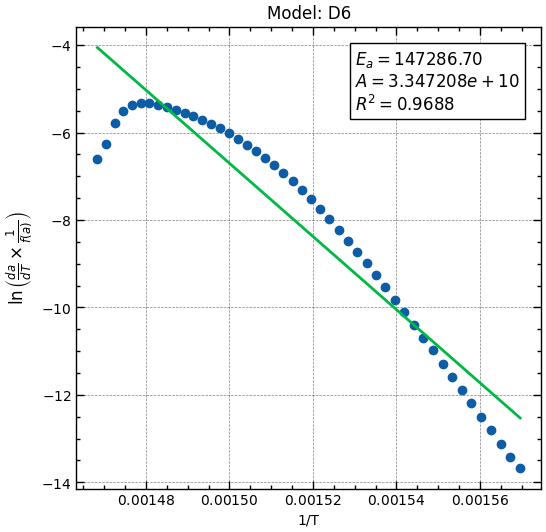 Model: D6
E_a = 147286.70
A = 3.347208e + 10
R^2 = 0.9688
−4
−6
−8
−10
−12
−14
ln (da/dT × 1/f(a))
0.00148 0.00150 0.00152 0.00154 0.00156
1/T